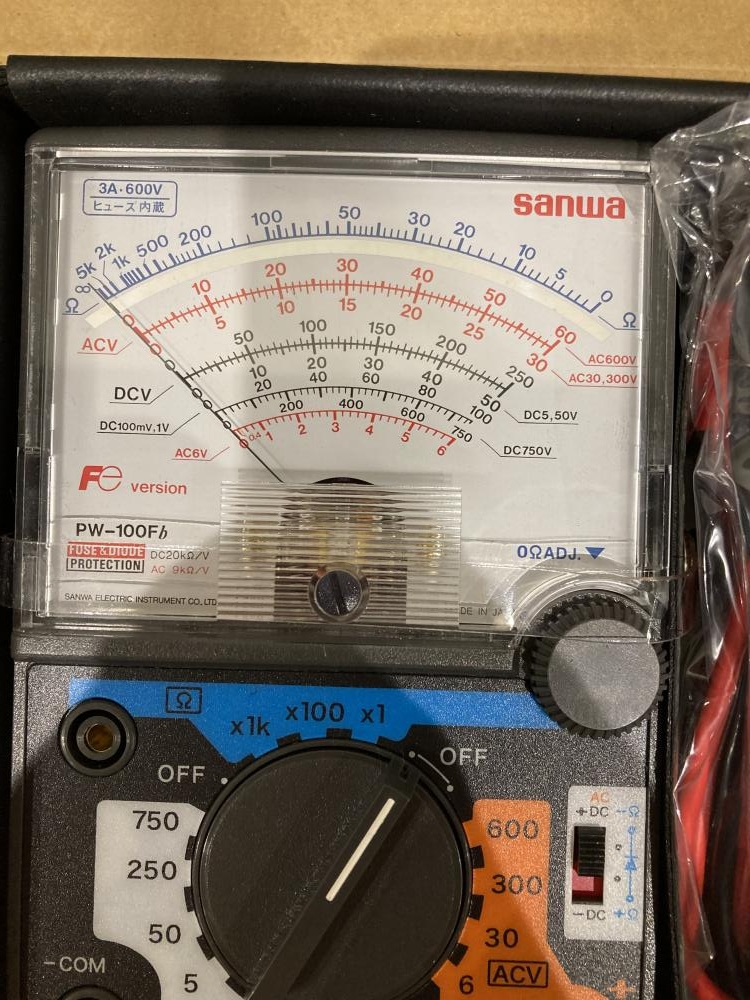 3A·600V
ヒューズ内蔵
sanwa
Ω ∞ 5k 2k 1k 500 200 100 50 30 20 10 5 0 Ω
10 20 30 40 50 60
ACV 5 10 15 20 25 30
AC600V
AC30,300V
50 100 150 200 250
DCV 10 20 30 40 50
DC5,50V
20 40 60 80 100
DC100mV,1V
200 400 600 750
DC750V
AC6V 0.4 1 2 3 4 5 6
Fe version
PW-100Fb
FUSE&DIODE DC20kΩ/V
PROTECTION AC 9kΩ/V
0ΩADJ.▼
SANWA ELECTRIC INSTRUMENT CO., LTD
DE IN JA
Ω
x1k x100 x1
OFF OFF
750 600
250 300
50 30
5 6 ACV
-COM
AC
+DC -Ω
-DC +Ω
+